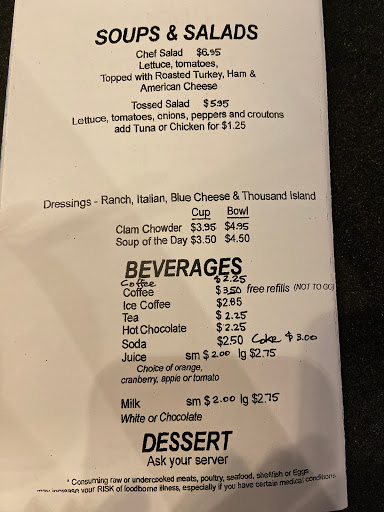 SOUPS & SALADS
Chef Salad $6.95
Lettuce, tomatoes,
Topped with Roasted Turkey, Ham &
American Cheese
Tossed Salad $5.95
Lettuce, tomatoes, onions, peppers and croutons
add Tuna or Chicken for $1.25
Dressings - Ranch, Italian, Blue Cheese & Thousand Island
Cup Bowl
Clam Chowder $3.95 $4.95
Soup of the Day $3.50 $4.50
BEVERAGES
Coffee $2.25
Coffee $3.50 free refills (NOT TO GO)
Ice Coffee $2.85
Tea $2.25
Hot Chocolate $2.25
Soda $2.50 Coke $3.00
Juice sm $2.00 lg $2.75
Choice of orange,
cranberry, apple or tomato
Milk sm $2.00 lg $2.75
White or Chocolate
DESSERT
Ask your server
* Consuming raw or undercooked meats, poultry, seafood, shellfish or Eggs
may increase your RISK of foodborne illness, especially if you have certain medical conditions